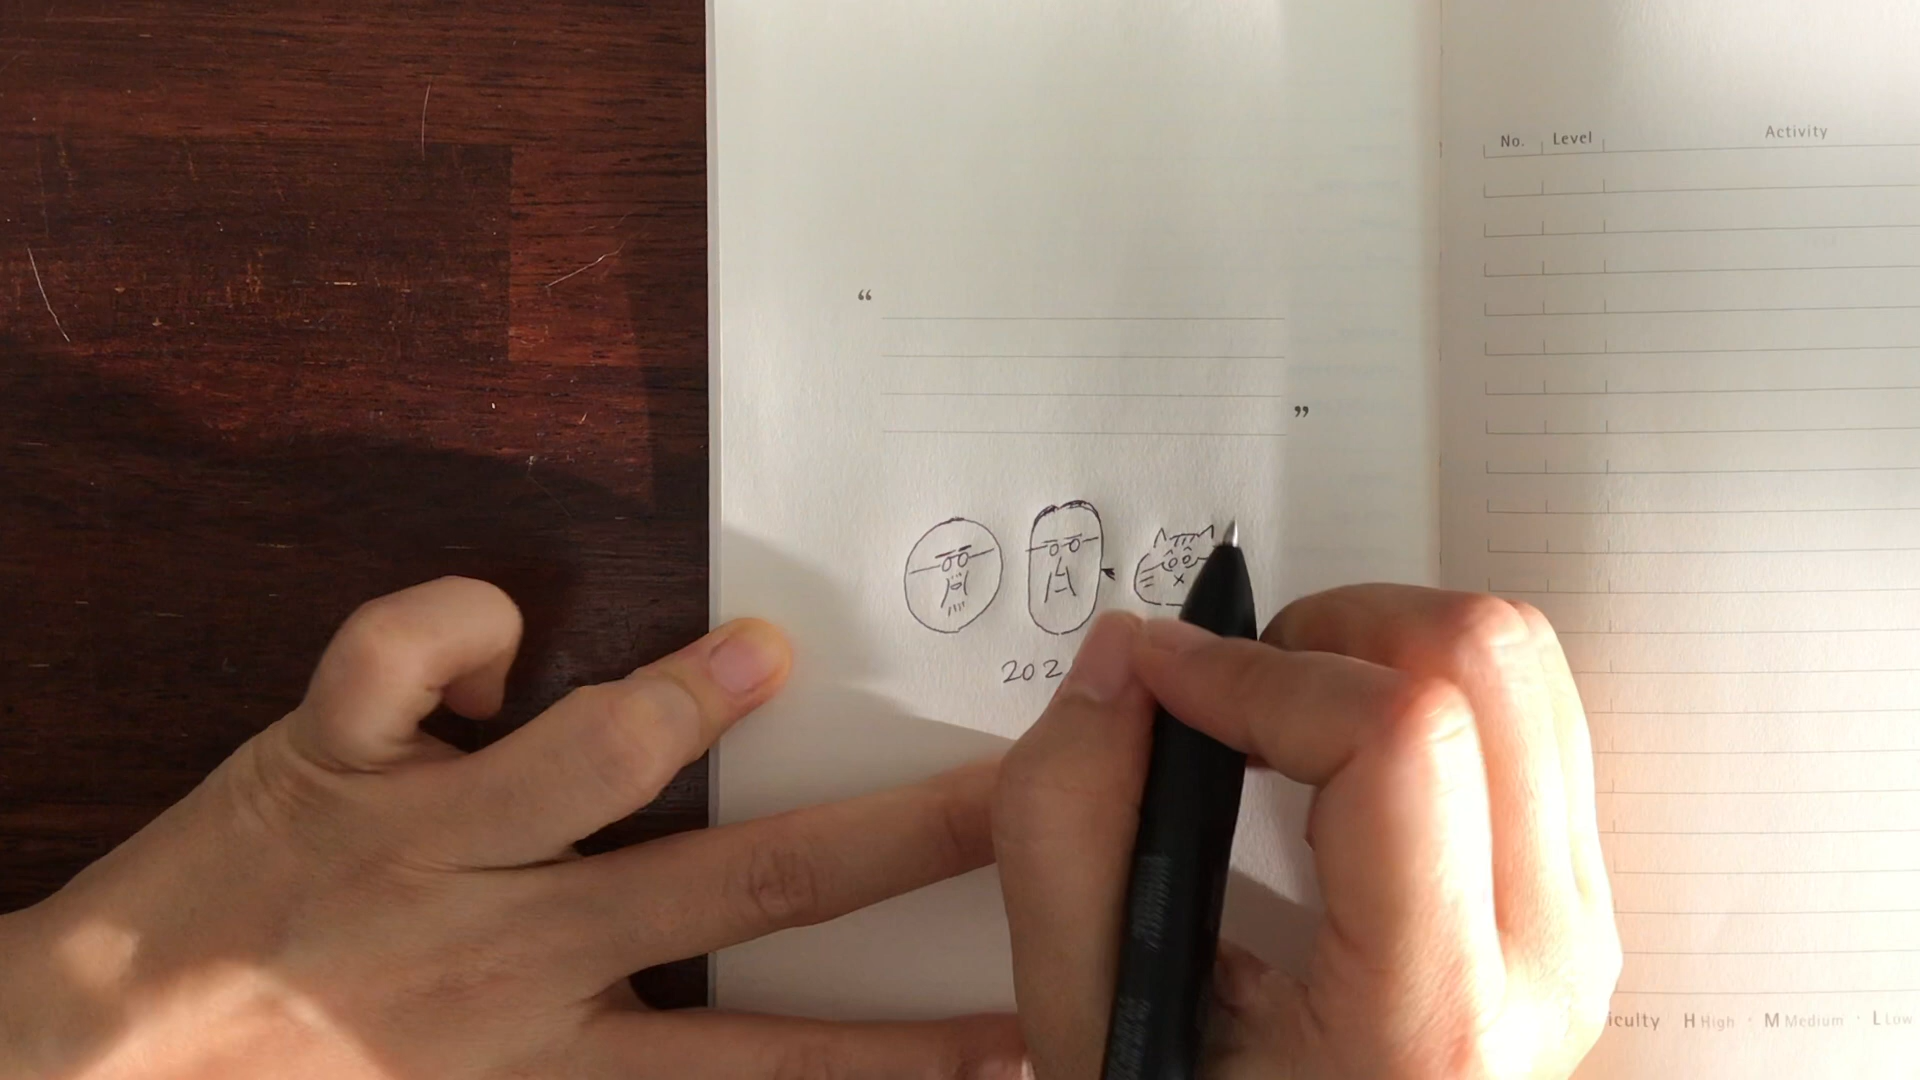 No. Level Activity
“
”
202
iculty H High · M Medium · L Low